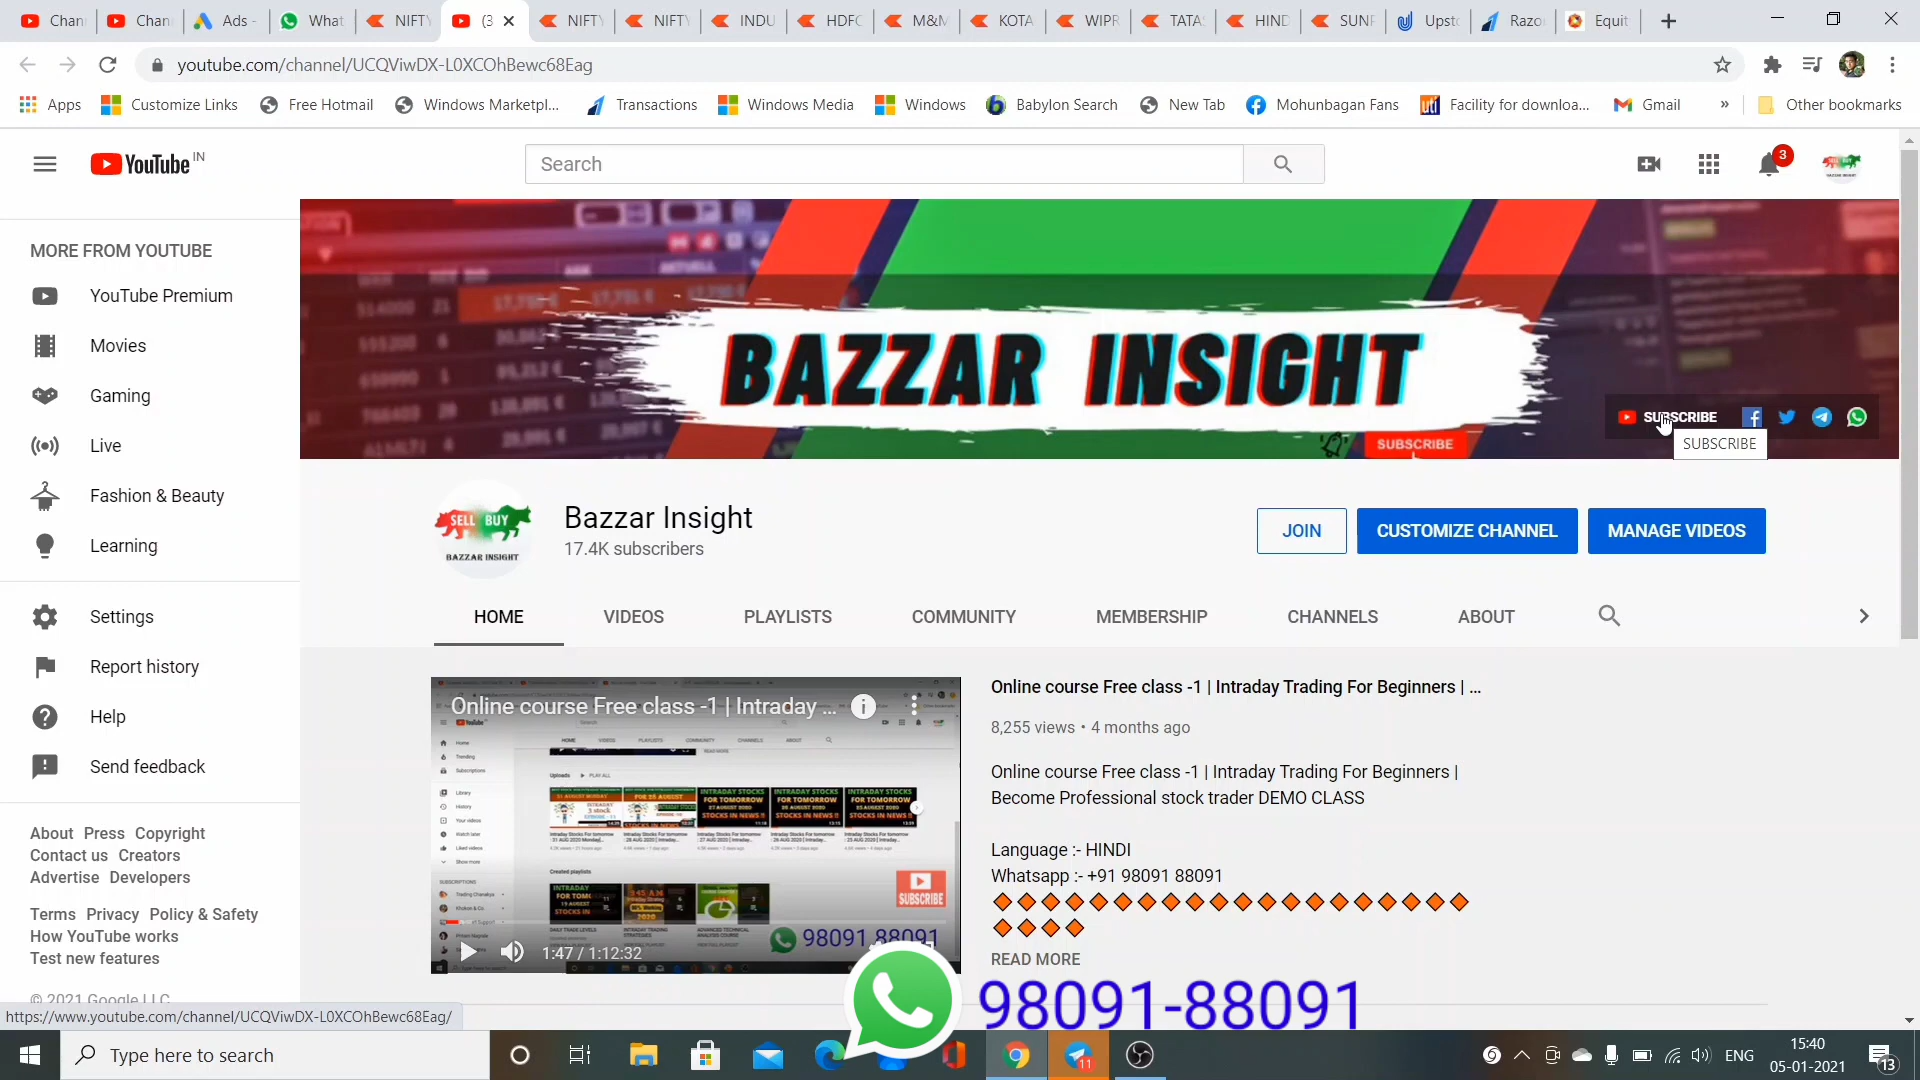 Chan
Chan
Ads -
What
NIFTY
(3
NIFTY
NIFTY
INDU
HDFC
M&M
KOTA
WIPR
TATA
HIND
SUNP
Upsto
Razo
Equit
youtube.com/channel/UCQViwDX-L0XCOhBewc68Eag
Apps
Customize Links
Free Hotmail
Windows Marketpl...
Transactions
Windows Media
Windows
Babylon Search
New Tab
Mohunbagan Fans
uti
Facility for downloa...
Gmail
»
Other bookmarks
YouTube IN
Search
3
MORE FROM YOUTUBE
YouTube Premium
Movies
Gaming
Live
Fashion & Beauty
Learning
Settings
Report history
Help
Send feedback
About Press Copyright
Contact us Creators
Advertise Developers
Terms Privacy Policy & Safety
How YouTube works
Test new features
© 2021 Google LLC
https://www.youtube.com/channel/UCQViwDX-L0XCOhBewc68Eag/
BAZZAR INSIGHT
SUBSCRIBE
SUBSCRIBE
SUBSCRIBE
SELL BUY
BAZZAR INSIGHT
Bazzar Insight
17.4K subscribers
JOIN
CUSTOMIZE CHANNEL
MANAGE VIDEOS
HOME
VIDEOS
PLAYLISTS
COMMUNITY
MEMBERSHIP
CHANNELS
ABOUT
Online course Free class -1 | Intraday ...
SUBSCRIBE
98091 88091
1:47 / 1:12:32
Online course Free class -1 | Intraday Trading For Beginners | ...
8,255 views • 4 months ago
Online course Free class -1 | Intraday Trading For Beginners |
Become Professional stock trader DEMO CLASS
Language :- HINDI
Whatsapp :- +91 98091 88091
READ MORE
98091-88091
Type here to search
11
ENG
15:40
05-01-2021
13